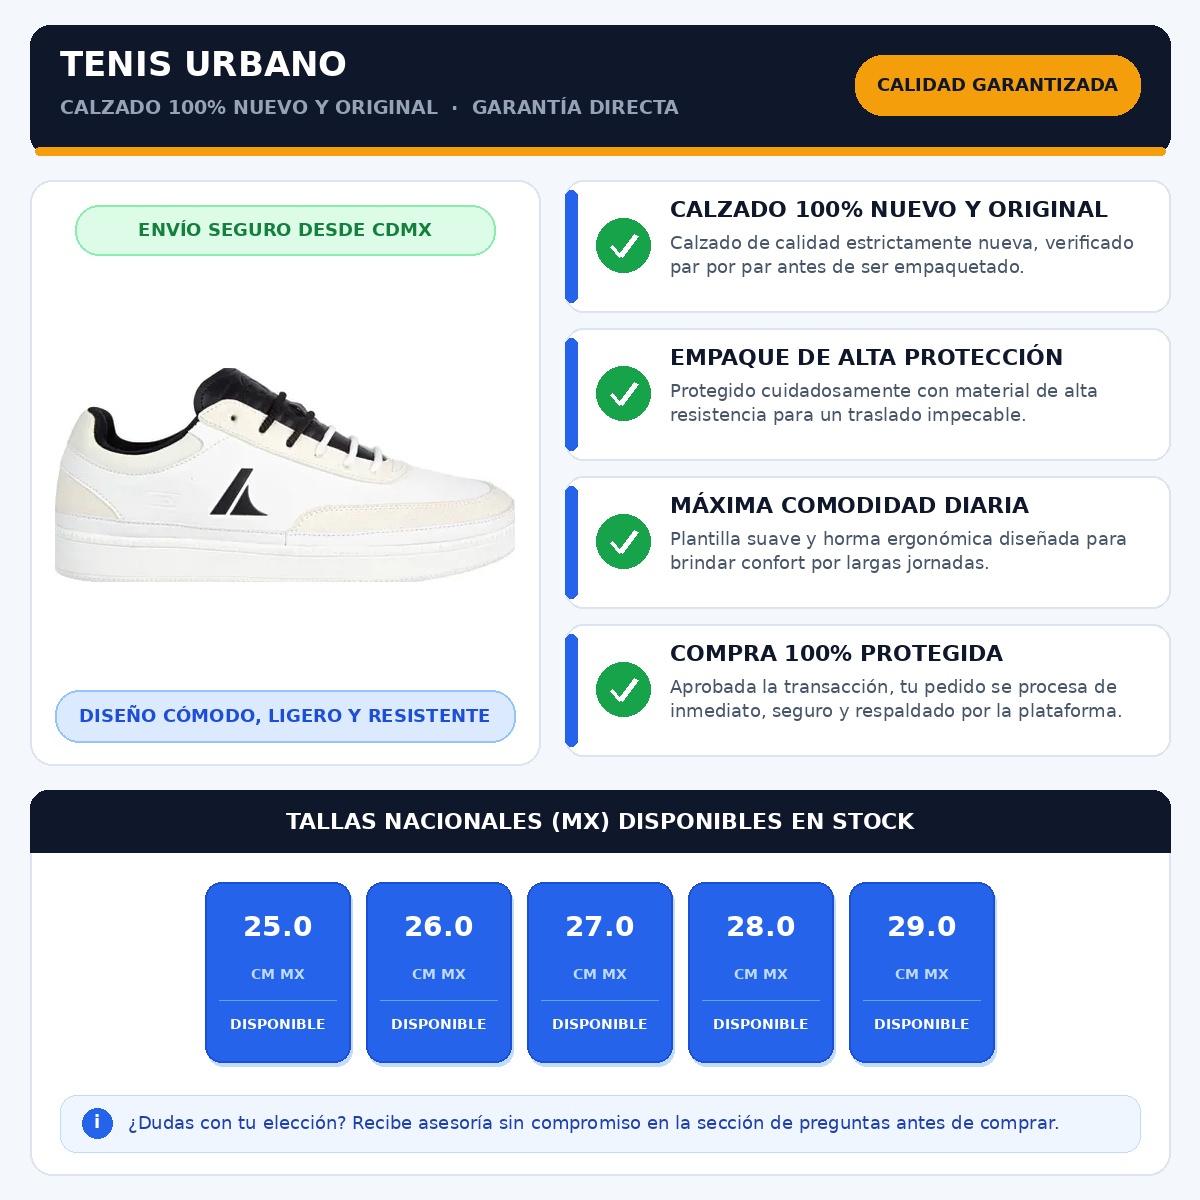 TENIS URBANO
CALZADO 100% NUEVO Y ORIGINAL · GARANTÍA DIRECTA
CALIDAD GARANTIZADA
ENVÍO SEGURO DESDE CDMX
DISEÑO CÓMODO, LIGERO Y RESISTENTE
CALZADO 100% NUEVO Y ORIGINAL
Calzado de calidad estrictamente nueva, verificado
par por par antes de ser empaquetado.
EMPAQUE DE ALTA PROTECCIÓN
Protegido cuidadosamente con material de alta
resistencia para un traslado impecable.
MÁXIMA COMODIDAD DIARIA
Plantilla suave y horma ergonómica diseñada para
brindar confort por largas jornadas.
COMPRA 100% PROTEGIDA
Aprobada la transacción, tu pedido se procesa de
inmediato, seguro y respaldado por la plataforma.
TALLAS NACIONALES (MX) DISPONIBLES EN STOCK
25.0 26.0 27.0 28.0 29.0
CM MX CM MX CM MX CM MX CM MX
DISPONIBLE DISPONIBLE DISPONIBLE DISPONIBLE DISPONIBLE
i ¿Dudas con tu elección? Recibe asesoría sin compromiso en la sección de preguntas antes de comprar.